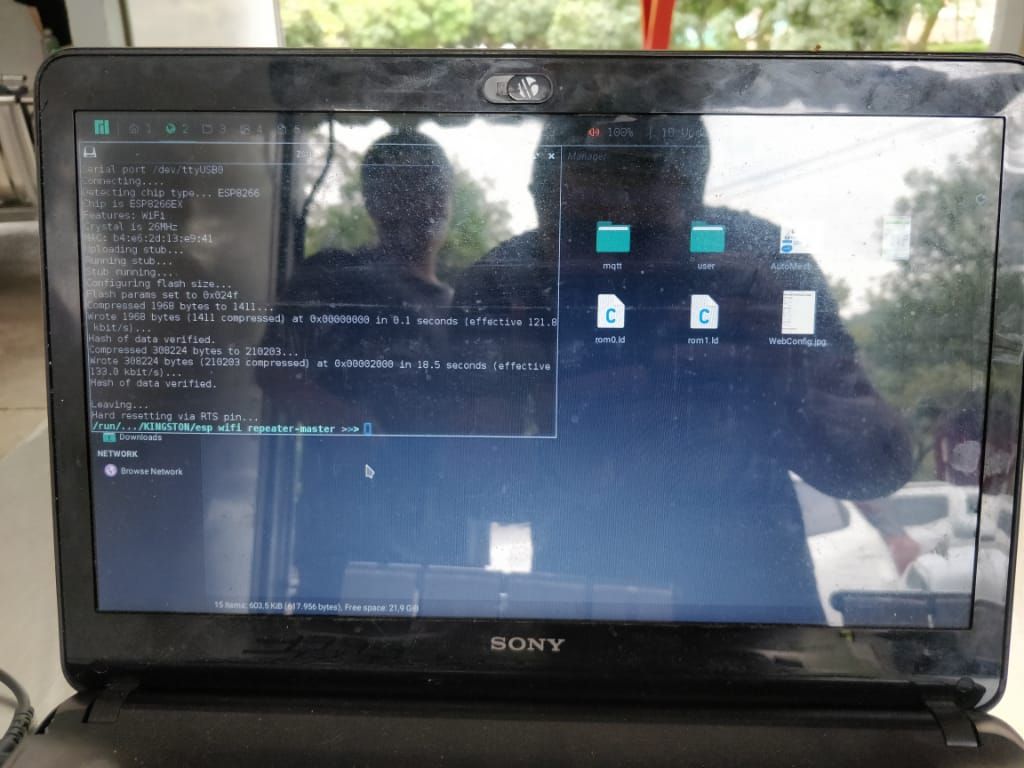 1 2 3 4 5
100%
Manager
Serial port /dev/ttyUSB0
Connecting....
Detecting chip type... ESP8266
Chip is ESP8266EX
Features: WiFi
Crystal is 26MHz
MAC: b4:e6:2d:13:e9:41
Uploading stub...
Running stub...
Stub running...
Configuring flash size...
Flash params set to 0x024f
Compressed 1968 bytes to 1411...
Wrote 1968 bytes (1411 compressed) at 0x00000000 in 0.1 seconds (effective 121.8
kbit/s)...
Hash of data verified.
Compressed 308224 bytes to 210203...
Wrote 308224 bytes (210203 compressed) at 0x00002000 in 18.5 seconds (effective
133.0 kbit/s)...
Hash of data verified.
Leaving...
Hard resetting via RTS pin...
/run/.../KINGSTON/esp wifi repeater-master >>>
Downloads
NETWORK
Browse Network
mqtt
user
rom0.ld
rom1.ld
WebConfig.jpg
15 items: 603,5 KiB (617.956 bytes), Free space: 21,9 GiB
SONY